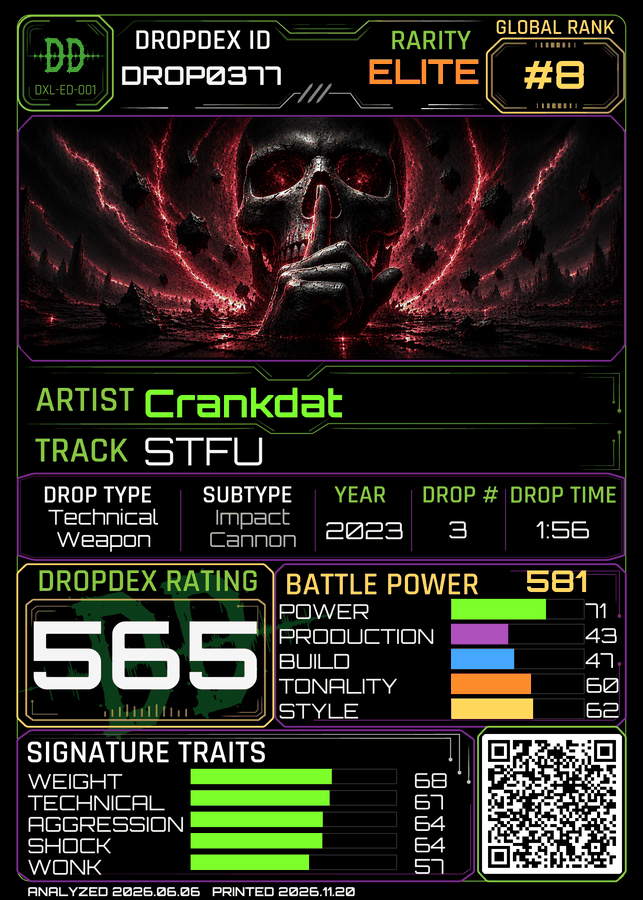 DD
DXL-ED-001
DROPDEX ID
DROP0377
RARITY
ELITE
GLOBAL RANK
#8
ARTIST Crankdat
TRACK STFU
DROP TYPE
Technical
Weapon
SUBTYPE
Impact
Cannon
YEAR
2023
DROP #
3
DROP TIME
1:56
DROPDEX RATING
565
BATTLE POWER 581
POWER 71
PRODUCTION 43
BUILD 47
TONALITY 60
STYLE 62
SIGNATURE TRAITS
WEIGHT 68
TECHNICAL 67
AGGRESSION 64
SHOCK 64
WONK 57
ANALYZED 2026.06.06 PRINTED 2026.11.20